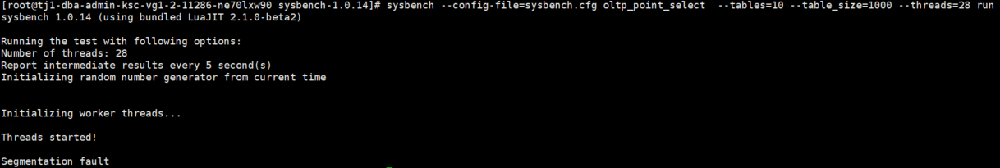 [root@tj1-dba-admin-ksc-vg1-2-11286-ne70lxw90 sysbench-1.0.14]# sysbench --config-file=sysbench.cfg oltp_point_select  --tables=10 --table_size=1000 --threads=28 run
sysbench 1.0.14 (using bundled LuaJIT 2.1.0-beta2)
Running the test with following options:
Number of threads: 28
Report intermediate results every 5 second(s)
Initializing random number generator from current time
Initializing worker threads...
Threads started!
Segmentation fault